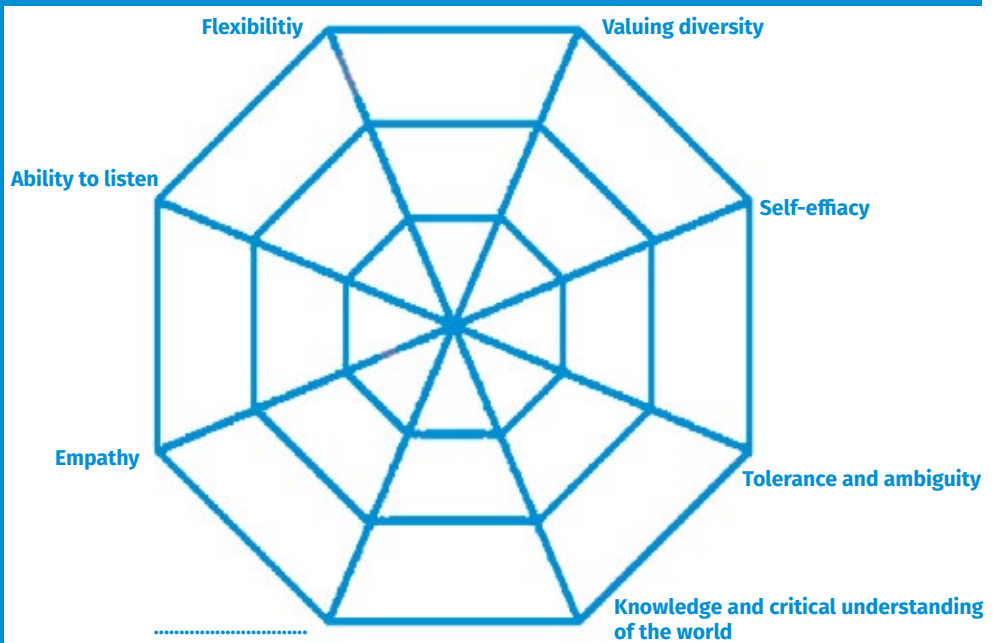 Flexibilitiy
Valuing diversity
Ability to listen
Self-effiacy
Empathy
Tolerance and ambiguity
Knowledge and critical understanding
of the world
..............................